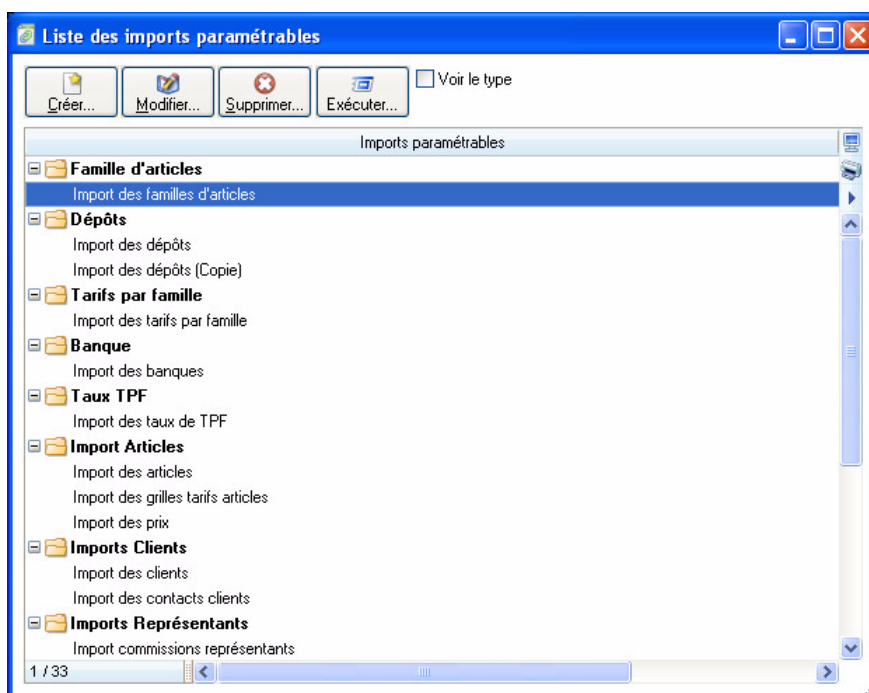 Liste des imports paramétrables
Créer... Modifier... Supprimer... Exécuter... Voir le type
Imports paramétrables
Famille d'articles
Import des familles d'articles
Dépôts
Import des dépôts
Import des dépôts (Copie)
Tarifs par famille
Import des tarifs par famille
Banque
Import des banques
Taux TPF
Import des taux de TPF
Import Articles
Import des articles
Import des grilles tarifs articles
Import des prix
Imports Clients
Import des clients
Import des contacts clients
Imports Représentants
Import commissions représentants
1 / 33